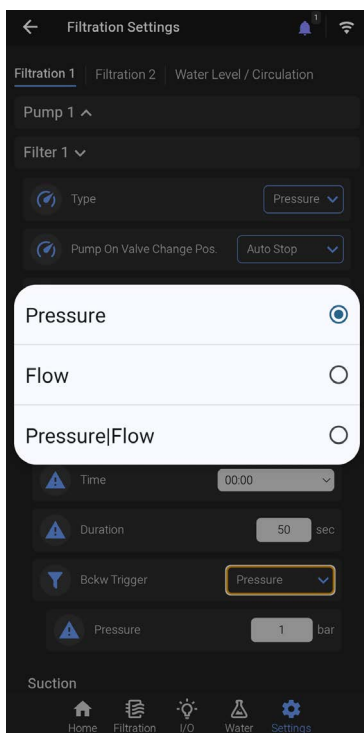 Filtration Settings
1
Filtration 1 Filtration 2 Water Level / Circulation
Pump 1
Filter 1
Type Pressure
Pump On Valve Change Pos. Auto Stop
Pressure
Flow
Pressure|Flow
Time 00:00
Duration 50 sec
Bckw Trigger Pressure
Pressure 1 bar
Suction
Home Filtration I/O Water Settings